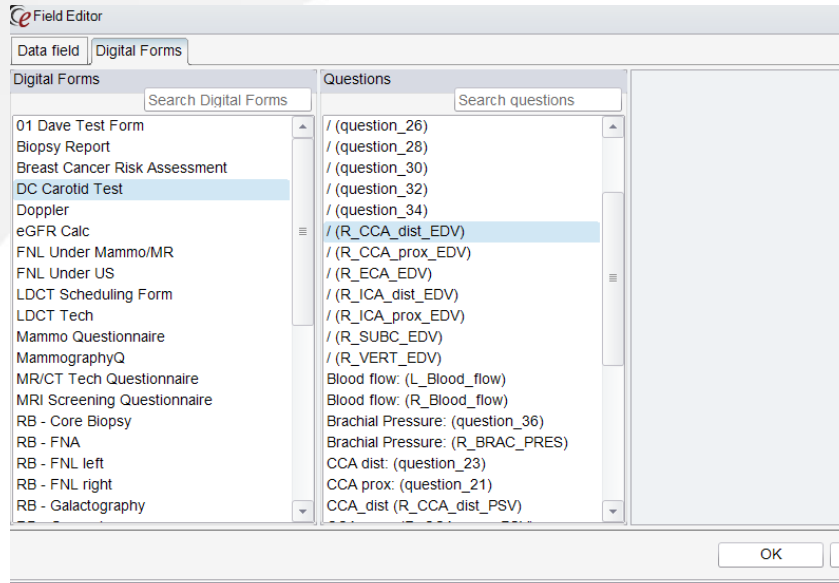 Field Editor
Data field Digital Forms
Digital Forms
Search Digital Forms
01 Dave Test Form
Biopsy Report
Breast Cancer Risk Assessment
DC Carotid Test
Doppler
eGFR Calc
FNL Under Mammo/MR
FNL Under US
LDCT Scheduling Form
LDCT Tech
Mammo Questionnaire
MammographyQ
MR/CT Tech Questionnaire
MRI Screening Questionnaire
RB - Core Biopsy
RB - FNA
RB - FNL left
RB - FNL right
RB - Galactography
Questions
Search questions
/ (question_26)
/ (question_28)
/ (question_30)
/ (question_32)
/ (question_34)
/ (R_CCA_dist_EDV)
/ (R_CCA_prox_EDV)
/ (R_ECA_EDV)
/ (R_ICA_dist_EDV)
/ (R_ICA_prox_EDV)
/ (R_SUBC_EDV)
/ (R_VERT_EDV)
Blood flow: (L_Blood_flow)
Blood flow: (R_Blood_flow)
Brachial Pressure: (question_36)
Brachial Pressure: (R_BRAC_PRES)
CCA dist: (question_23)
CCA prox: (question_21)
CCA_dist (R_CCA_dist_PSV)
OK